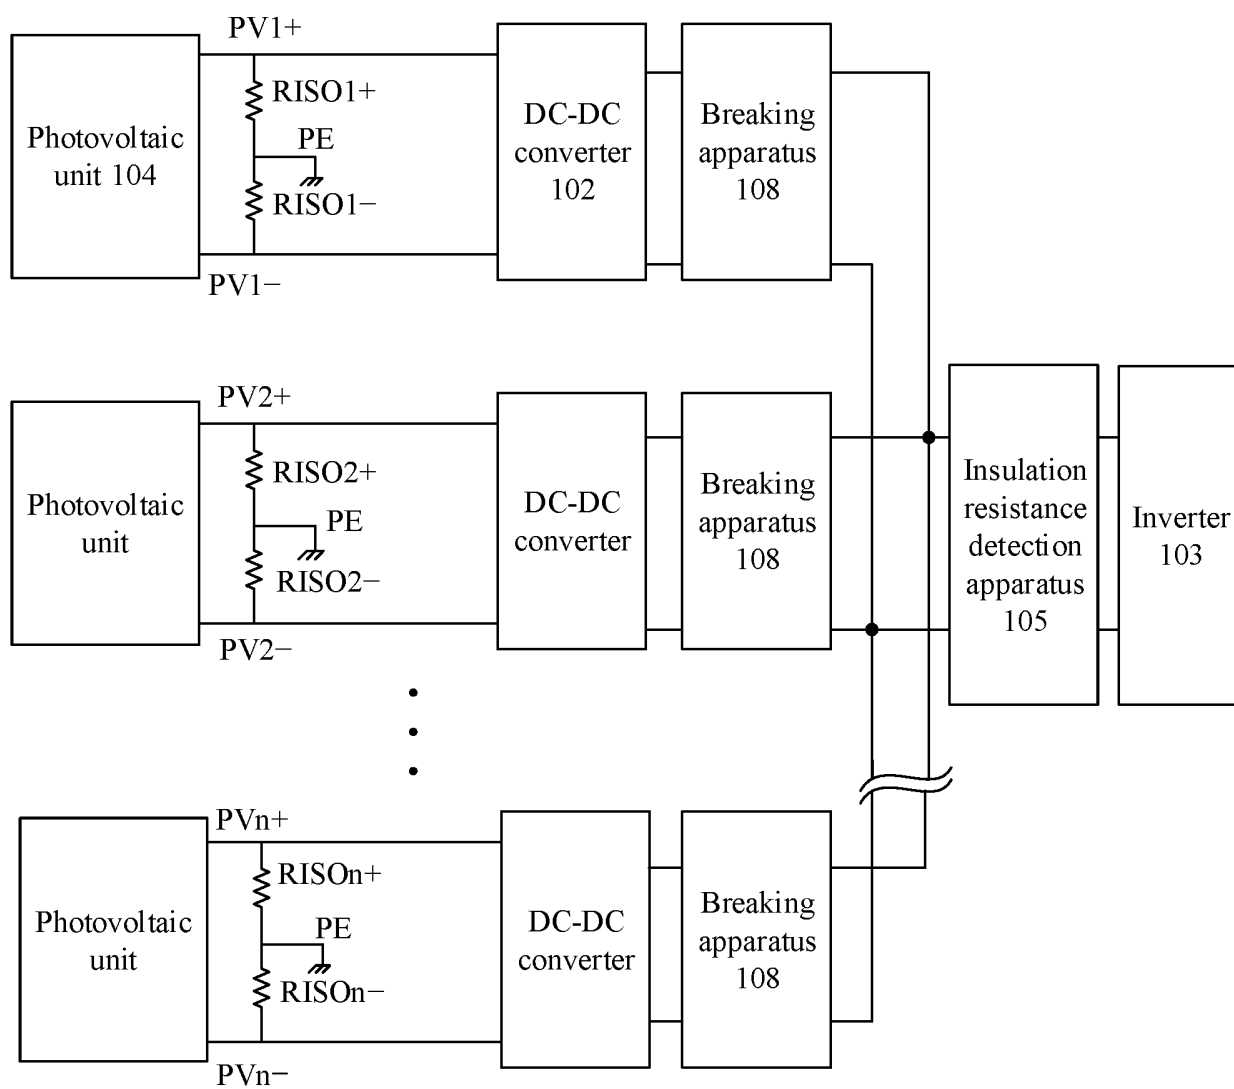 PV1+
RISO1+
PE
RISO1−
PV1−
Photovoltaic
unit 104
DC-DC
converter
102
Breaking
apparatus
108
PV2+
RISO2+
PE
RISO2−
PV2−
Photovoltaic
unit
DC-DC
converter
Breaking
apparatus
108
Insulation
resistance
detection
apparatus
105
Inverter
103
PVn+
RISOn+
PE
RISOn−
PVn−
Photovoltaic
unit
DC-DC
converter
Breaking
apparatus
108